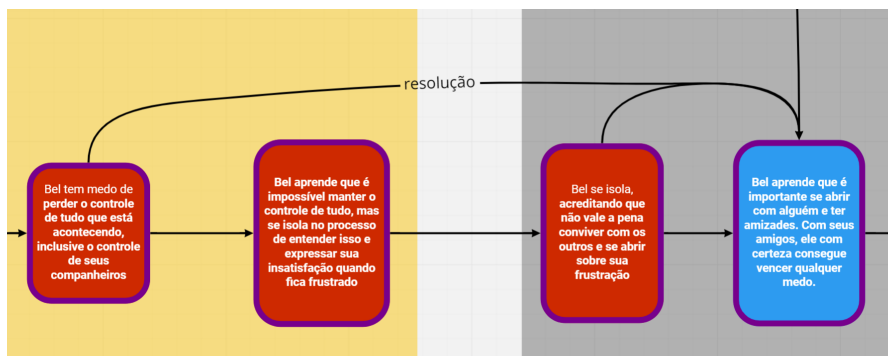 resolução
Bel tem medo de
perder o controle
de tudo que está
acontecendo,
inclusive o controle
de seus
companheiros
Bel aprende que é
impossível manter o
controle de tudo, mas
se isola no processo
de entender isso e
expressar sua
insatisfação quando
fica frustrado
Bel se isola,
acreditando que
não vale a pena
conviver com os
outros e se abrir
sobre sua
frustração
Bel aprende que é
importante se abrir
com alguém e ter
amizades. Com seus
amigos, ele com
certeza consegue
vencer qualquer
medo.